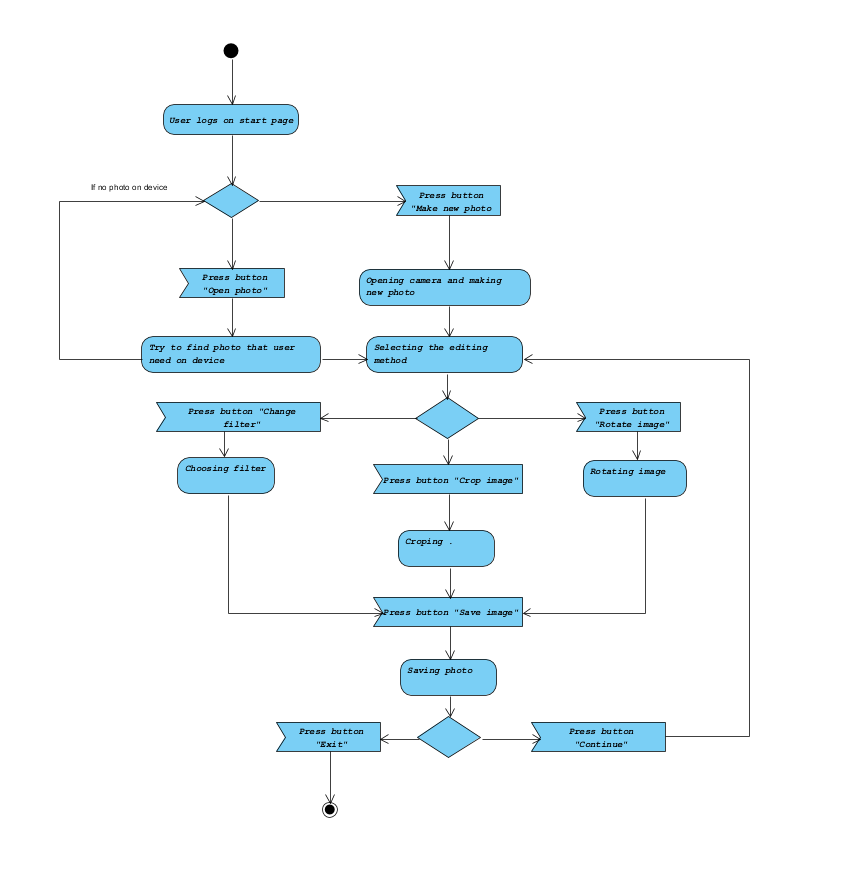 User logs on start page
If no photo on device
Press button
"Make new photo
Press button
"Open photo"
Opening camera and making
new photo
Try to find photo that user
need on device
Selecting the editing
method
Press button "Change
filter"
Press button
"Rotate image"
Choosing filter
Press button "Crop image"
Rotating image
Croping .
Press button "Save image"
Saving photo
Press button
"Exit"
Press button
"Continue"